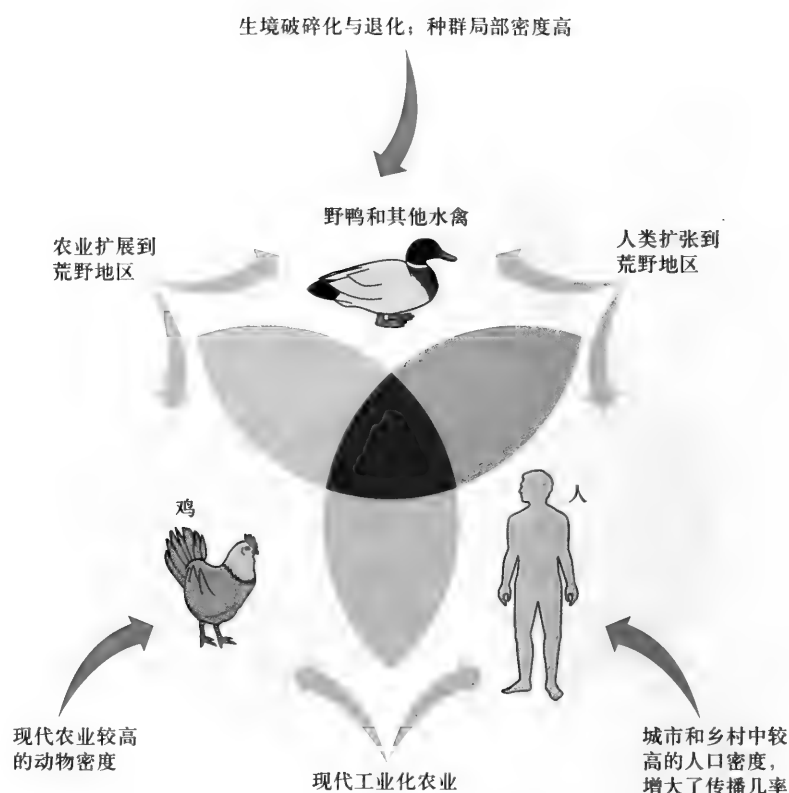 生境破碎化与退化；种群局部密度高
野鸭和其他水禽
农业扩展到
荒野地区
人类扩张到
荒野地区
鸡
人
现代农业较高
的动物密度
现代工业化农业
城市和乡村中较
高的人口密度，
增大了传播几率